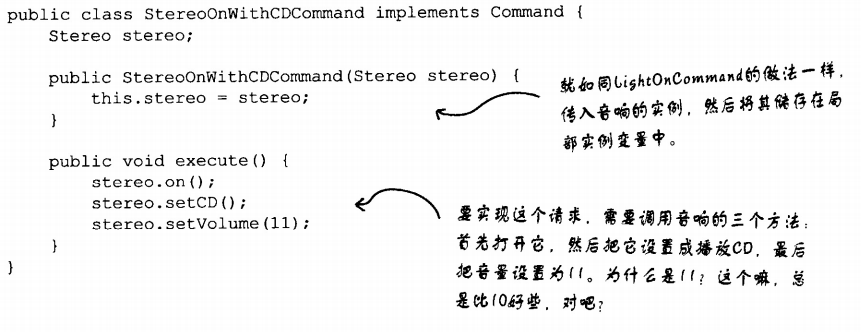 public class StereoOnWithCDCommand implements Command {
Stereo stereo;
public StereoOnWithCDCommand(Stereo stereo) {
this.stereo = stereo;
}
就如同LightOnCommand的做法一样，
传入音响的实例，然后将其储存在局
部实例变量中。
public void execute() {
stereo.on();
stereo.setCD();
stereo.setVolume(11);
}
}
要实现这个请求，需要调用音响的三个方法：
首先打开它，然后把它设置成播放CD，最后
把音量设置为11。为什么是11？这个嘛，总
是比10好些，对吧？